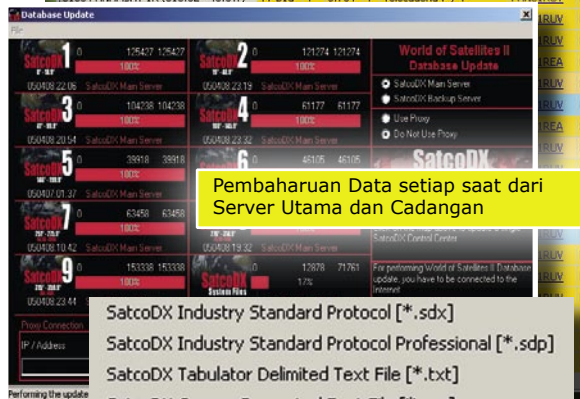 Database Update
File
SatcoDX 1
0 125427 125427
100%
050408 22:06 SatcoDX Main Server
SatcoDX 2
0 121274 121274
100%
050408 23:19 SatcoDX Main Server
World of Satellites II
Database Update
SatcoDX Main Server
SatcoDX Backup Server
Use Proxy
Do Not Use Proxy
SatcoDX 3
0 104238 104238
100%
050408 20:54 SatcoDX Main Server
0 61177 61177
100%
050408 23:32 SatcoDX Main Server
SatcoDX 5
0 39918 39918
100%
050407 01:37 SatcoDX Main Server
6
0 46105 46105
SatcoDX
Pembaharuan Data setiap saat dari
Server Utama dan Cadangan
SatcoDX 7
0 63458 63458
100%
050408 10:42 SatcoDX Main Server
050408 19:32 SatcoDX Main Server
SatcoDX Control Center
SatcoDX 9
0 153338 153338
100%
050408 23:44
SatcoDX
System Files
0 12878 71761
17%
For performing World of Satellites II Database
update, you have to be connected to the
Internet
Proxy Connection
IP / Address
Performing the update
SatcoDX Industry Standard Protocol [*.sdx]
SatcoDX Industry Standard Protocol Professional [*.sdp]
SatcoDX Tabulator Delimited Text File [*.txt]